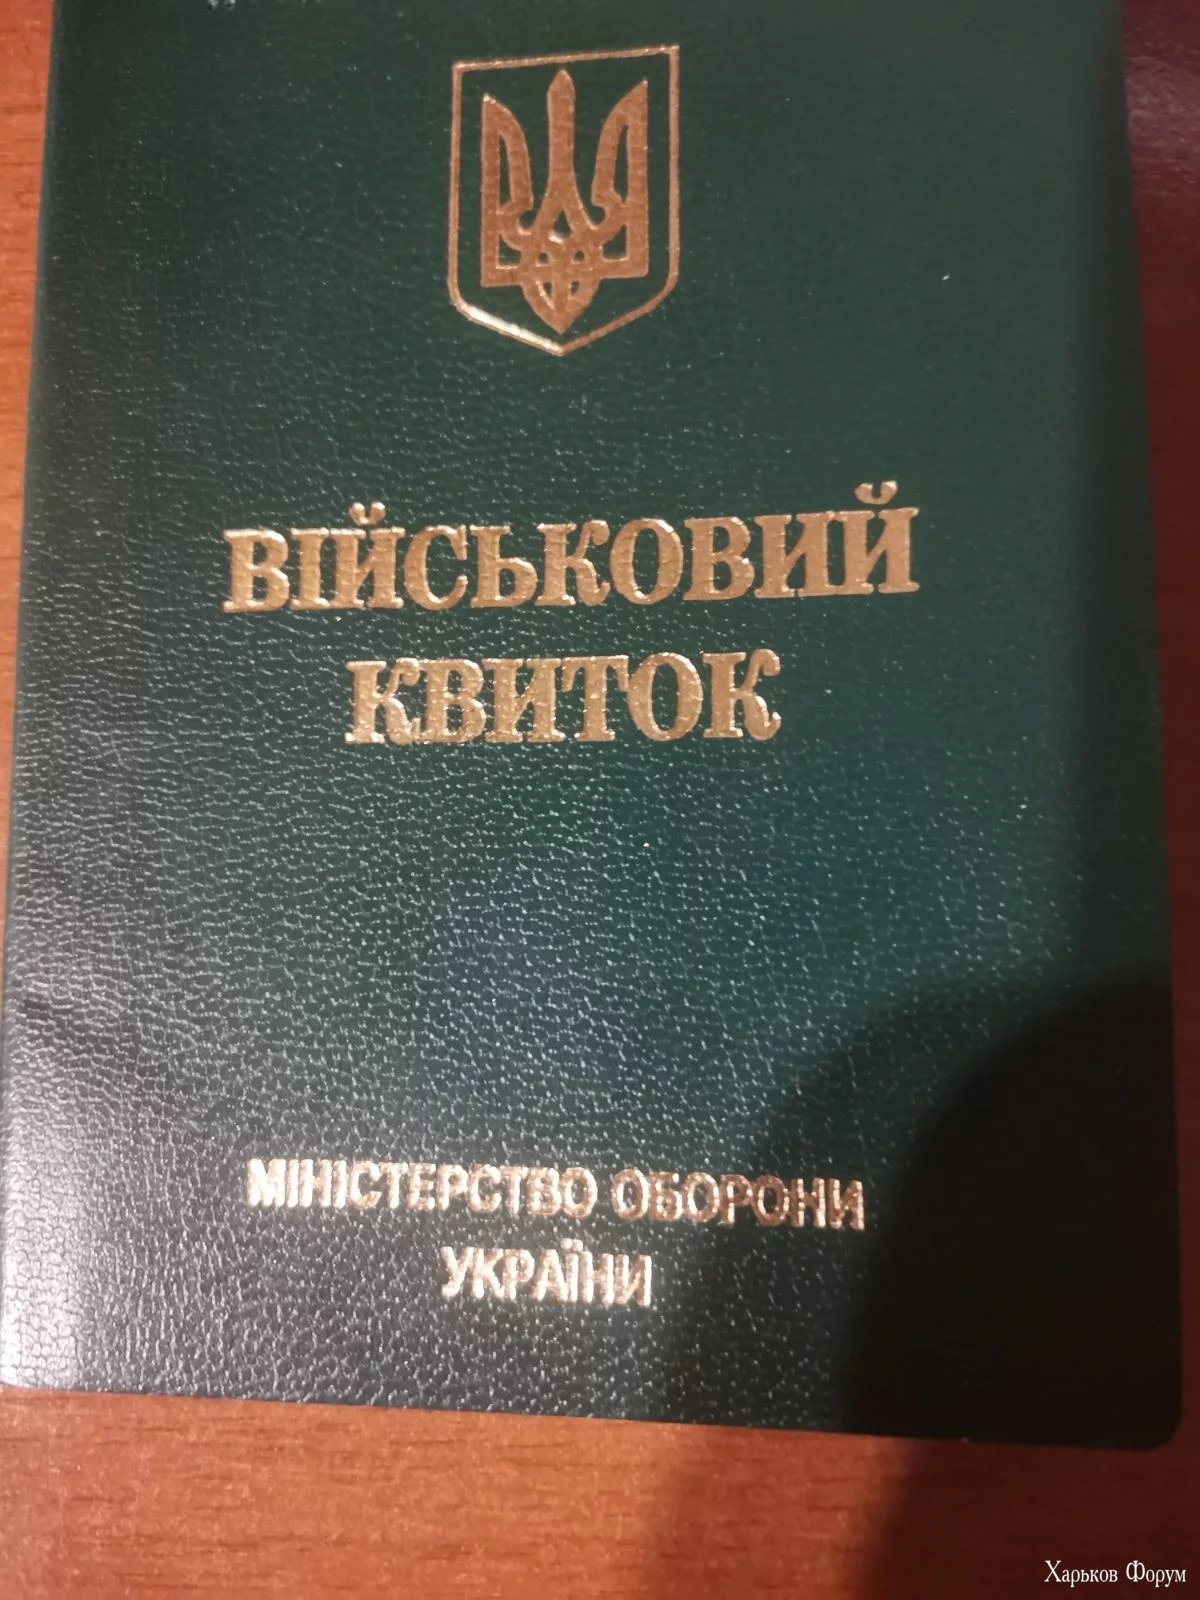 ВІЙСЬКОВИЙ
КВИТОК
МІНІСТЕРСТВО ОБОРОНИ
УКРАЇНИ
Харьков Форум